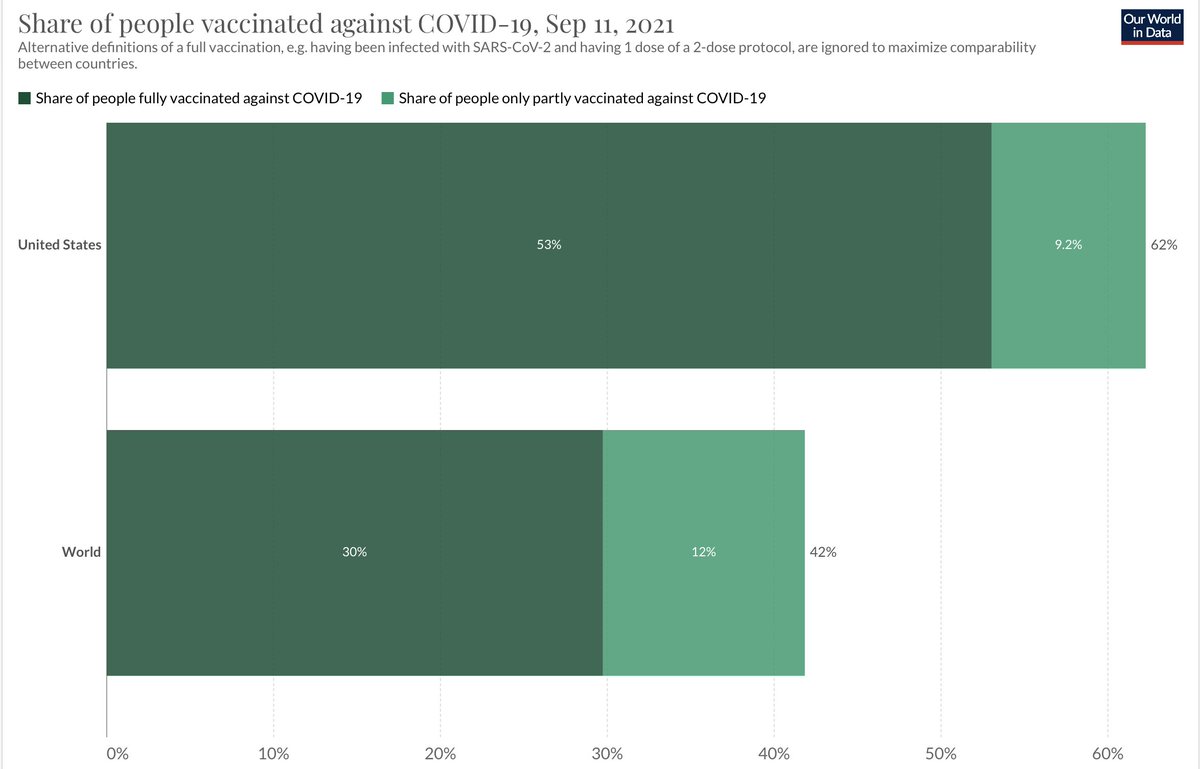 Share of people vaccinated against COVID-19, Sep 11, 2021
Our World
in Data
Alternative definitions of a full vaccination, e.g. having been infected with SARS-CoV-2 and having 1 dose of a 2-dose protocol, are ignored to maximize comparability
between countries.
Share of people fully vaccinated against COVID-19 Share of people only partly vaccinated against COVID-19
United States 53% 9.2% 62%
World 30% 12% 42%
0% 10% 20% 30% 40% 50% 60%